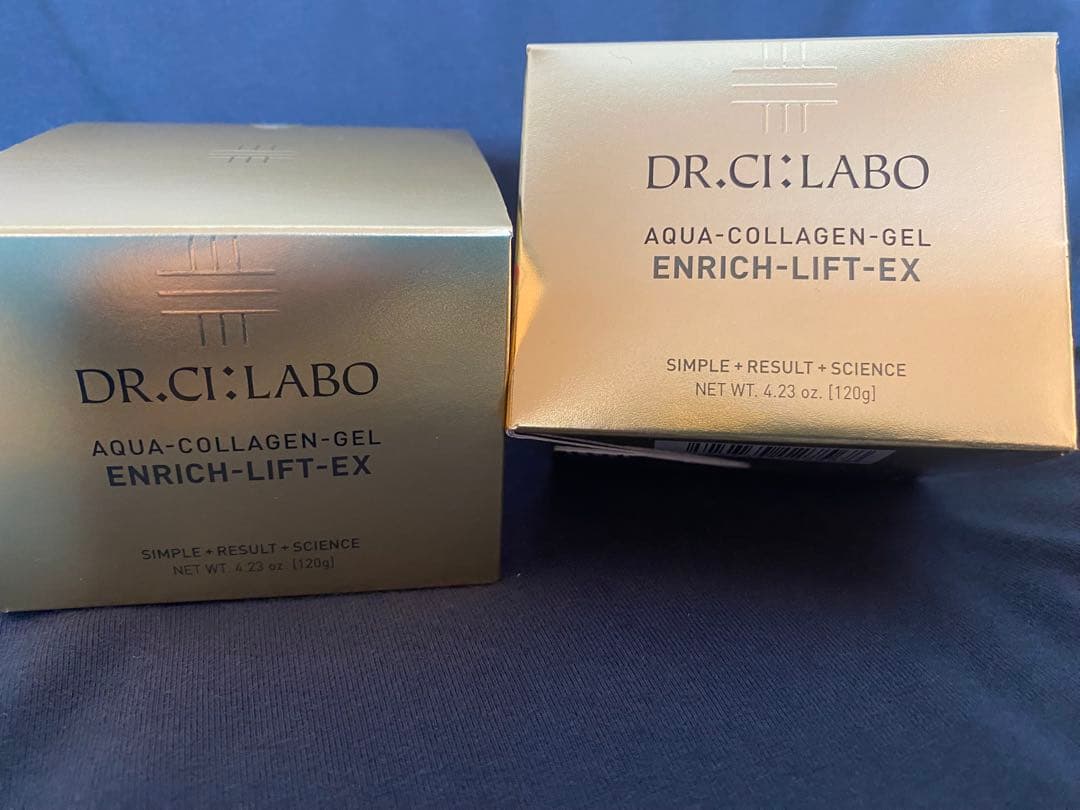 DR.CI:LABO
AQUA-COLLAGEN-GEL
ENRICH-LIFT-EX
SIMPLE + RESULT + SCIENCE
NET WT. 4.23 oz. [120g]
DR.CI:LABO
AQUA-COLLAGEN-GEL
ENRICH-LIFT-EX
SIMPLE + RESULT + SCIENCE
NET WT. 4.23 oz. [120g]